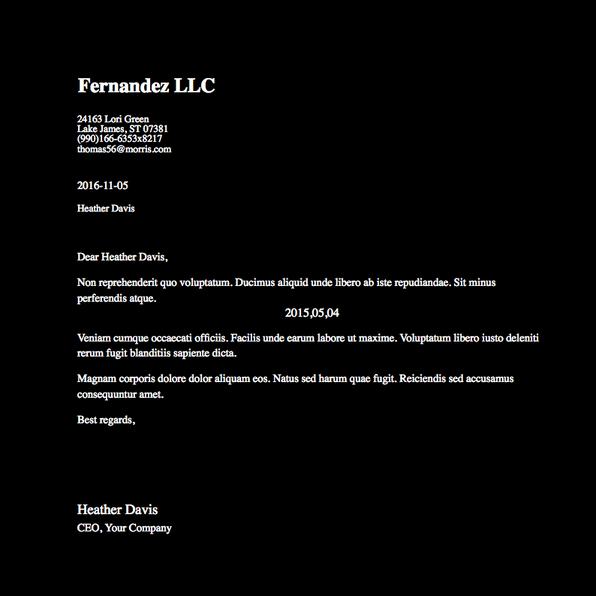 Fernandez LLC
24163 Lori Green
Lake James, ST 07381
(990)166-6353x8217
thomas56@morris.com
2016-11-05
Heather Davis
Dear Heather Davis,
Non reprehenderit quo voluptatum. Ducimus aliquid unde libero ab iste repudiandae. Sit minus
perferendis atque.
2015,05,04
Veniam cumque occaecati officiis. Facilis unde earum labore ut maxime. Voluptatum libero iusto deleniti
rerum fugit blanditiis sapiente dicta.
Magnam corporis dolore dolor aliquam eos. Natus sed harum quae fugit. Reiciendis sed accusamus
consequuntur amet.
Best regards,
Heather Davis
CEO, Your Company